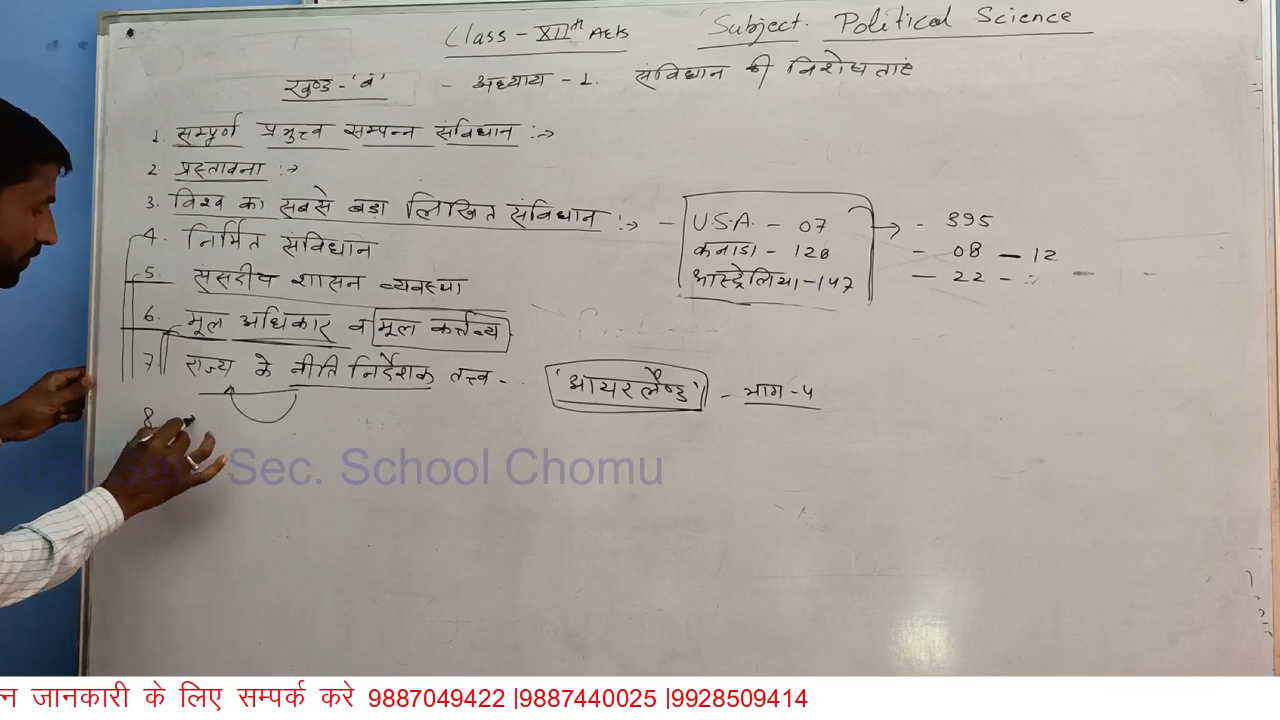 Class - XIIth Arts Subject. Political Science
खण्ड - 'ब' - अध्याय - 1. संविधान की विशेषताएं
1. सम्पूर्ण प्रभुत्त्व सम्पन्न संविधान :->
2. प्रस्तावना :->
3. विश्व का सबसे बड़ा लिखित संविधान :-> - U.S.A. - 07 -> - 395
4. निर्मित संविधान कनाडा - 128 - 08 - 12
5. संसदीय शासन व्यवस्था आस्ट्रेलिया - 147 - 22 -
6. मूल अधिकार व मूल कर्त्तव्य
7. राज्य के नीति निर्देशक तत्त्व - 'आयरलैण्ड' - भाग - 4
8
Sec. School Chomu
न जानकारी के लिए सम्पर्क करे 9887049422 |9887440025 |9928509414